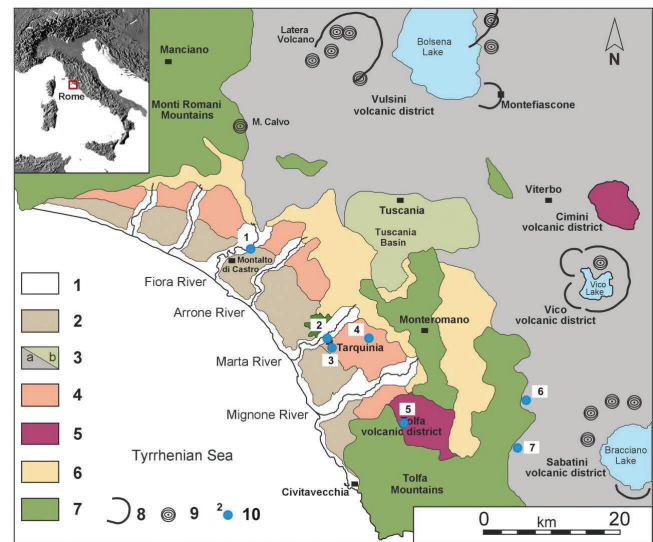 Manciano
Latera
Volcano
Bolsena
Lake
N
Rome
Monti Romani
Mountains
Vulsini
volcanic district
Montefiascone
M. Calvo
Viterbo
Tuscania
Cimini
volcanic district
Tuscania
Basin
1
Montalto
di Castro
Fiora River
Vico
Lake
Vico
volcanic district
Arrone River
Monteromano
2
4
Tarquinia
3
Marta River
Mignone River
5
Tolfa
volcanic district
6
7
Sabatini
volcanic district
Bracciano
Lake
Tyrrhenian Sea
Tolfa
Mountains
Civitavecchia
1
2
a b 3
4
5
6
7 8 9 2 10
0 km 20